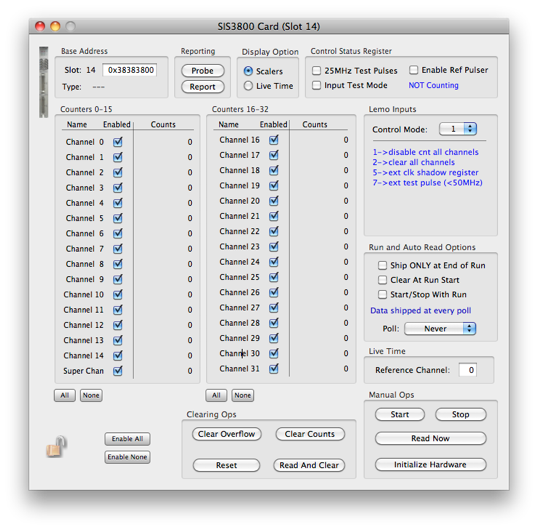 SIS3800 Card (Slot 14)
Base Address
Slot: 14 0x38383800
Type: ---
Reporting
Probe
Report
Display Option
Scalers
Live Time
Control Status Register
25MHz Test Pulses Enable Ref Pulser
Input Test Mode NOT Counting
Counters 0-15
Name Enabled Counts
Channel 0 0
Channel 1 0
Channel 2 0
Channel 3 0
Channel 4 0
Channel 5 0
Channel 6 0
Channel 7 0
Channel 8 0
Channel 9 0
Channel 10 0
Channel 11 0
Channel 12 0
Channel 13 0
Channel 14 0
Super Chan 0
All None
Counters 16-32
Name Enabled Counts
Channel 16 0
Channel 17 0
Channel 18 0
Channel 19 0
Channel 20 0
Channel 21 0
Channel 22 0
Channel 23 0
Channel 24 0
Channel 25 0
Channel 26 0
Channel 27 0
Channel 28 0
Channel 29 0
Channel 30 0
Channel 31 0
All None
Lemo Inputs
Control Mode: 1
1->disable cnt all channels
2->clear all channels
5->ext clk shadow register
7->ext test pulse (<50MHz)
Run and Auto Read Options
Ship ONLY at End of Run
Clear At Run Start
Start/Stop With Run
Data shipped at every poll
Poll: Never
Live Time
Reference Channel: 0
Enable All
Enable None
Clearing Ops
Clear Overflow Clear Counts
Reset Read And Clear
Manual Ops
Start Stop
Read Now
Initialize Hardware